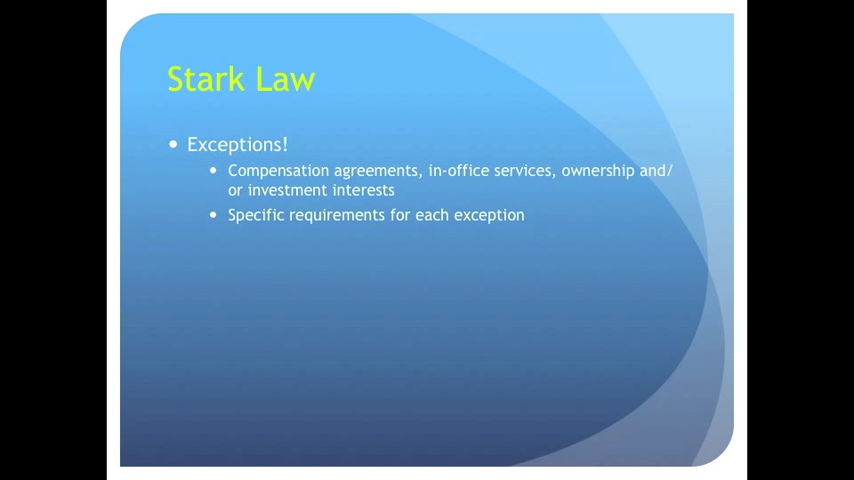 Stark Law
• Exceptions!
• Compensation agreements, in-office services, ownership and/
or investment interests
• Specific requirements for each exception